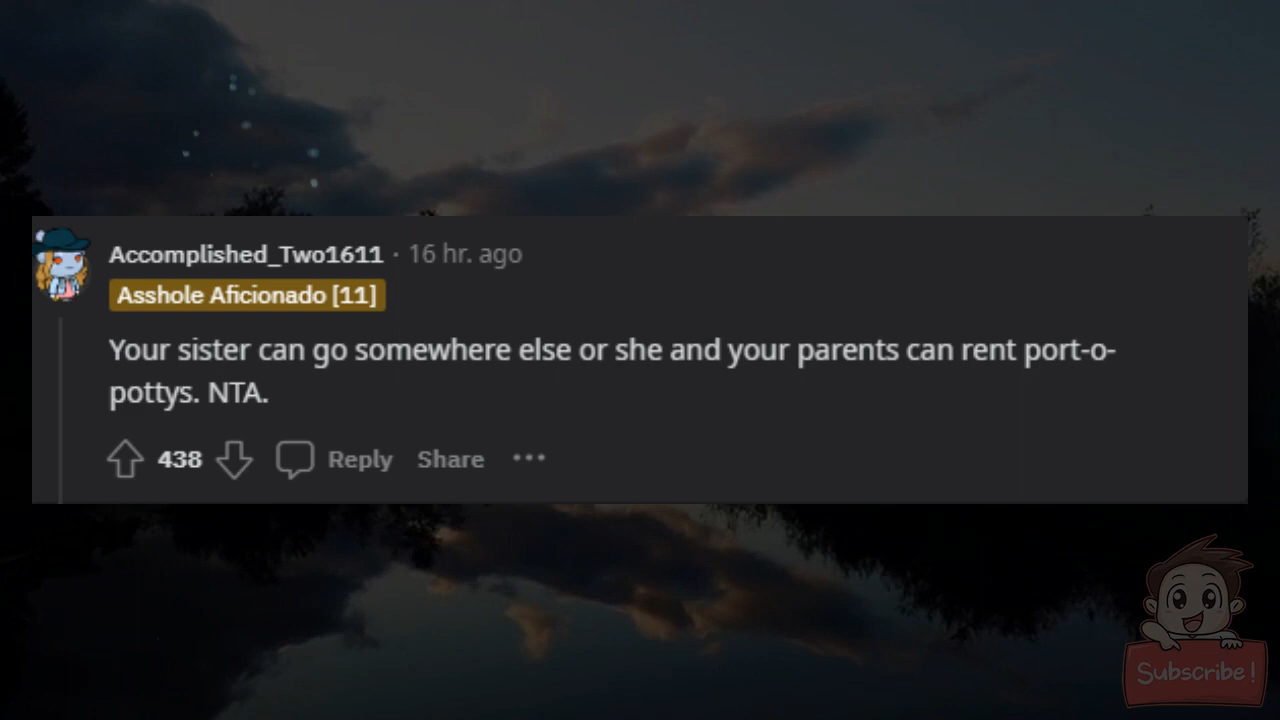 Accomplished_Two1611 · 16 hr. ago
Asshole Aficionado [11]
Your sister can go somewhere else or she and your parents can rent port-o-
pottys. NTA.
438 Reply Share ···
Subscribe!